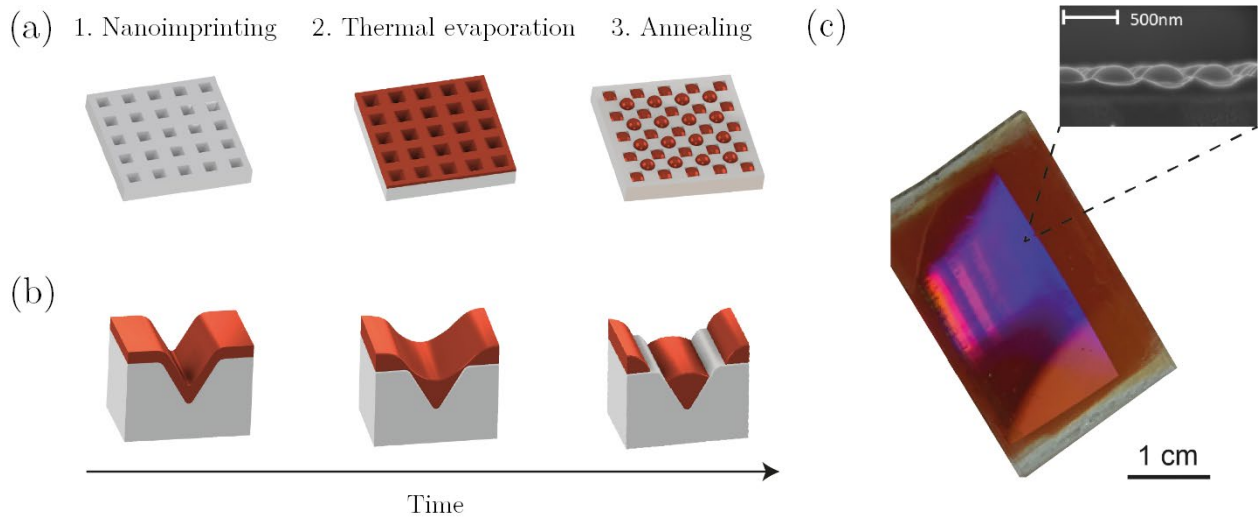 (a) 1. Nanoimprinting 2. Thermal evaporation 3. Annealing
(b)
Time
(c)
500nm
1 cm